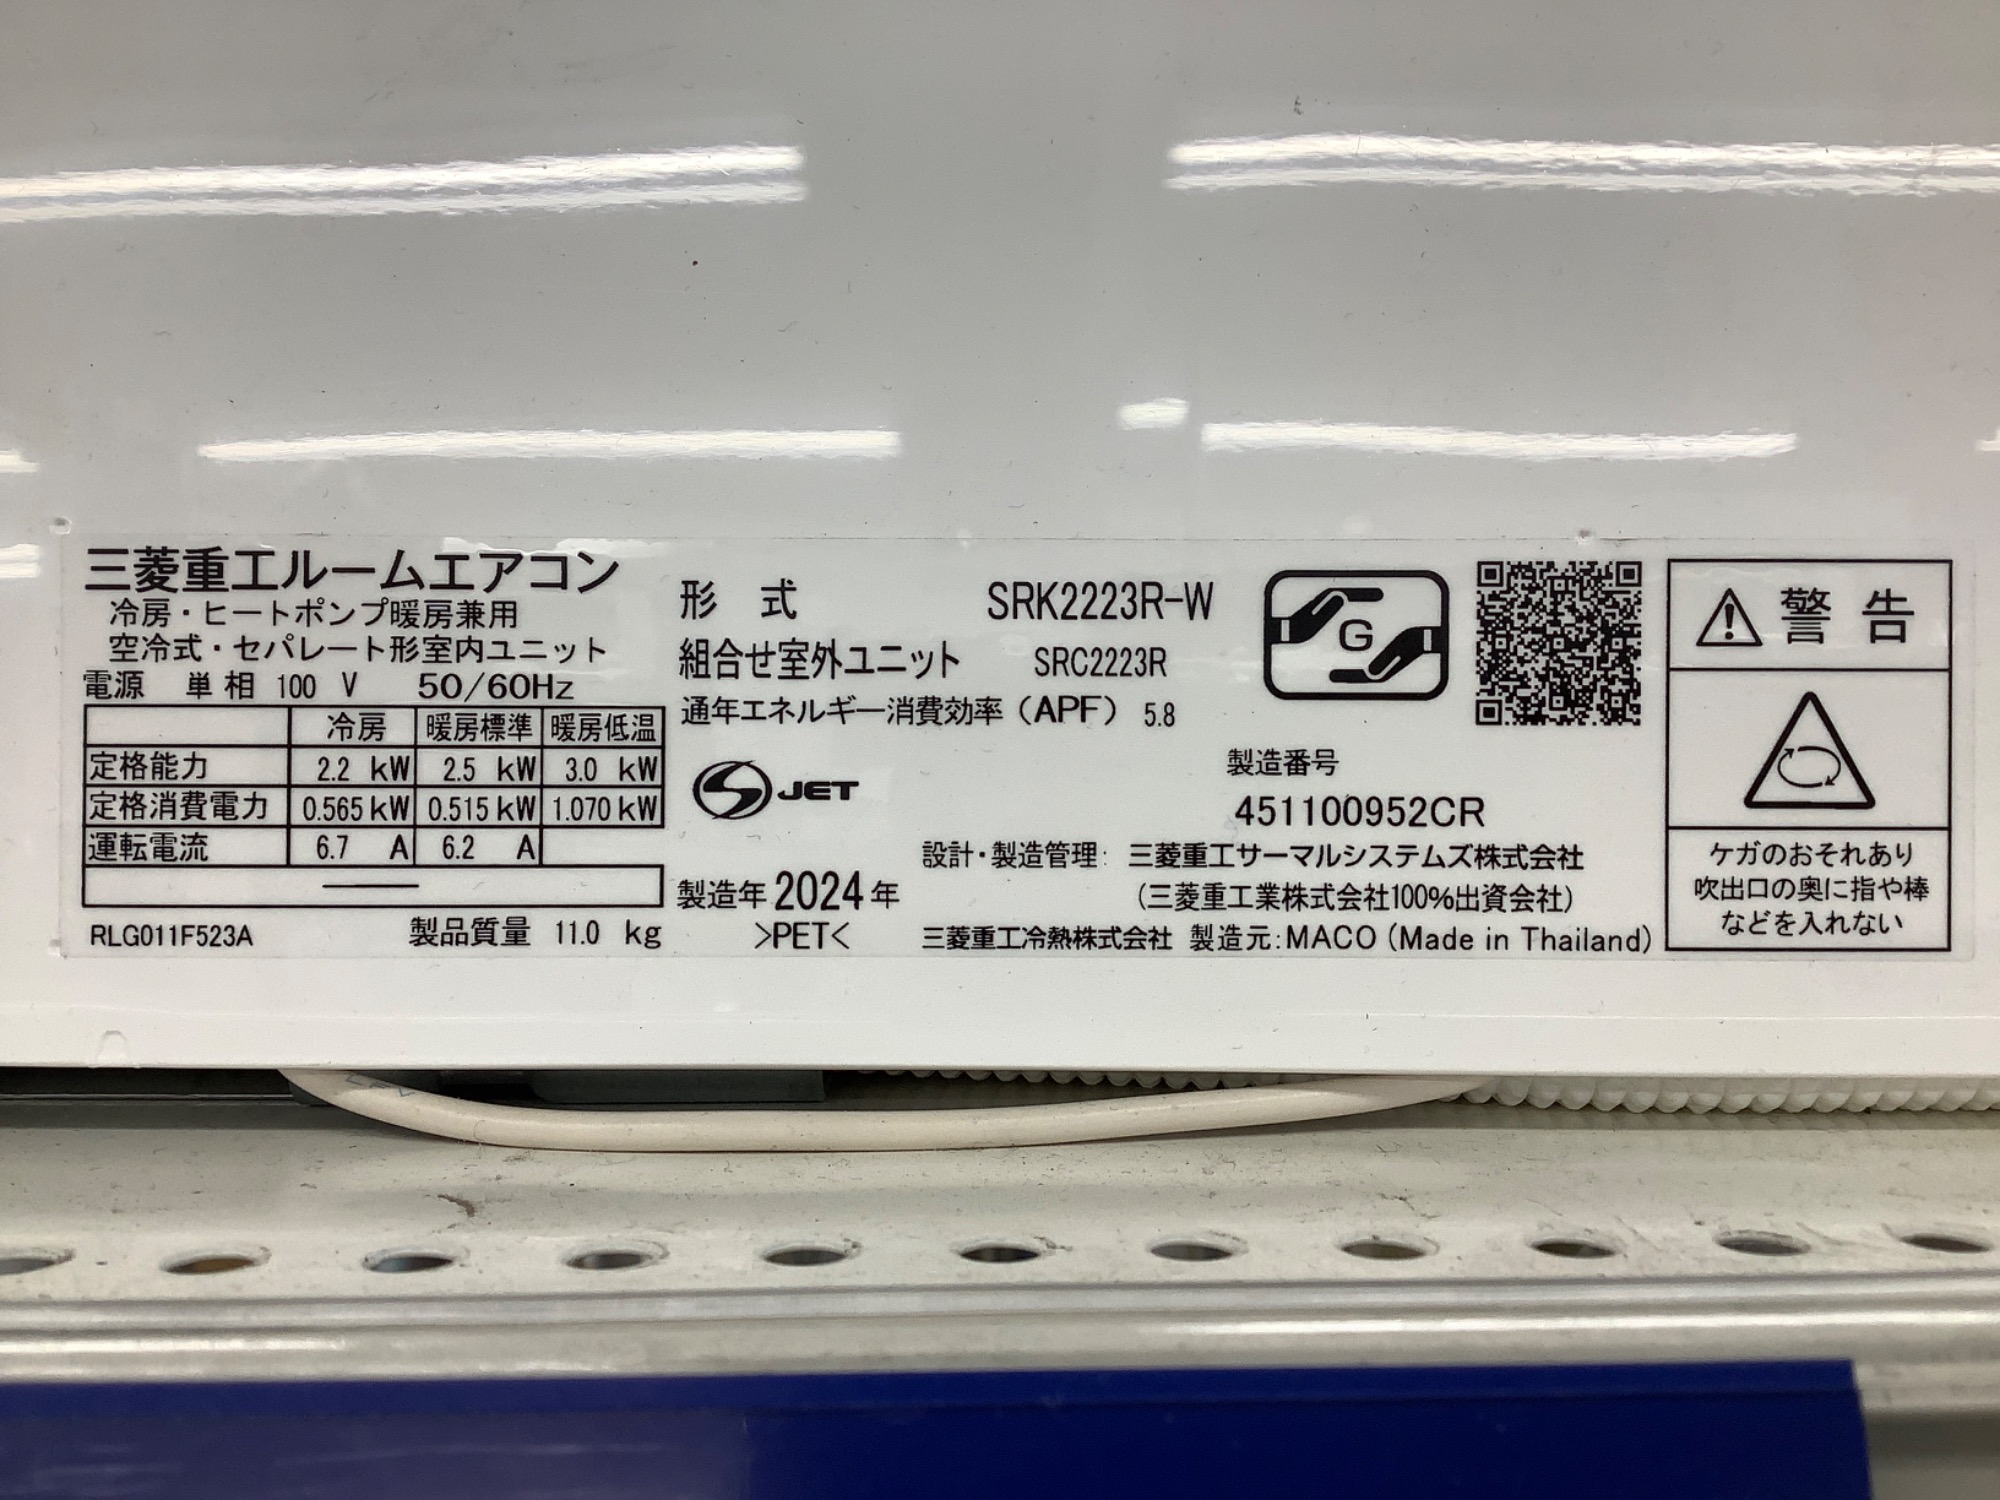 三菱重工ルームエアコン
冷房・ヒートポンプ暖房兼用
空冷式・セパレート形室内ユニット
電源 単相 100 V 50/60Hz
冷房 暖房標準 暖房低温
定格能力 2.2 kW 2.5 kW 3.0 kW
定格消費電力 0.565 kW 0.515 kW 1.070 kW
運転電流 6.7 A 6.2 A
RLG011F523A 製品質量 11.0 kg
形 式 SRK2223R-W
組合せ室外ユニット SRC2223R
通年エネルギー消費効率（APF） 5.8
G
S JET
製造番号
451100952CR
製造年 2024 年
>PET<
設計・製造管理: 三菱重工サーマルシステムズ株式会社
(三菱重工業株式会社100%出資会社)
三菱重工冷熱株式会社 製造元:MACO (Made in Thailand)
警 告
ケガのおそれあり
吹出口の奥に指や棒
などを入れない